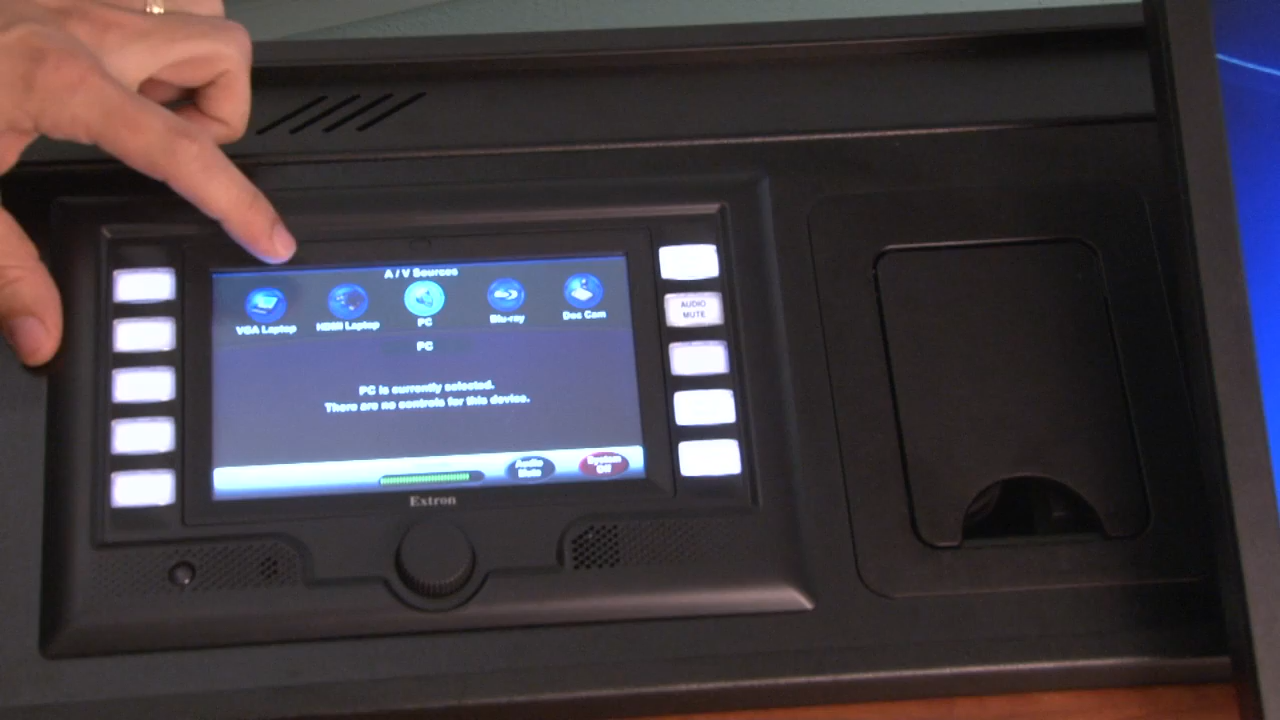 A / V Sources
VGA Laptop
HDMI Laptop
PC
Blu-ray
Doc Cam
PC
PC is currently selected.
There are no controls for this device.
Audio
Mute
System
Off
AUDIO
MUTE
Extron